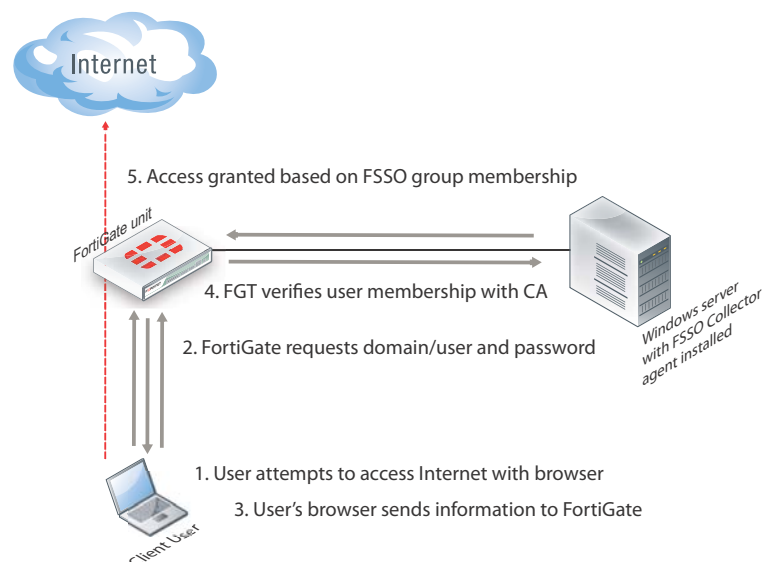 Internet
5. Access granted based on FSSO group membership
FortiGate unit
4. FGT verifies user membership with CA
Windows server
with FSSO Collector
agent installed
2. FortiGate requests domain/user and password
1. User attempts to access Internet with browser
3. User's browser sends information to FortiGate
Client User